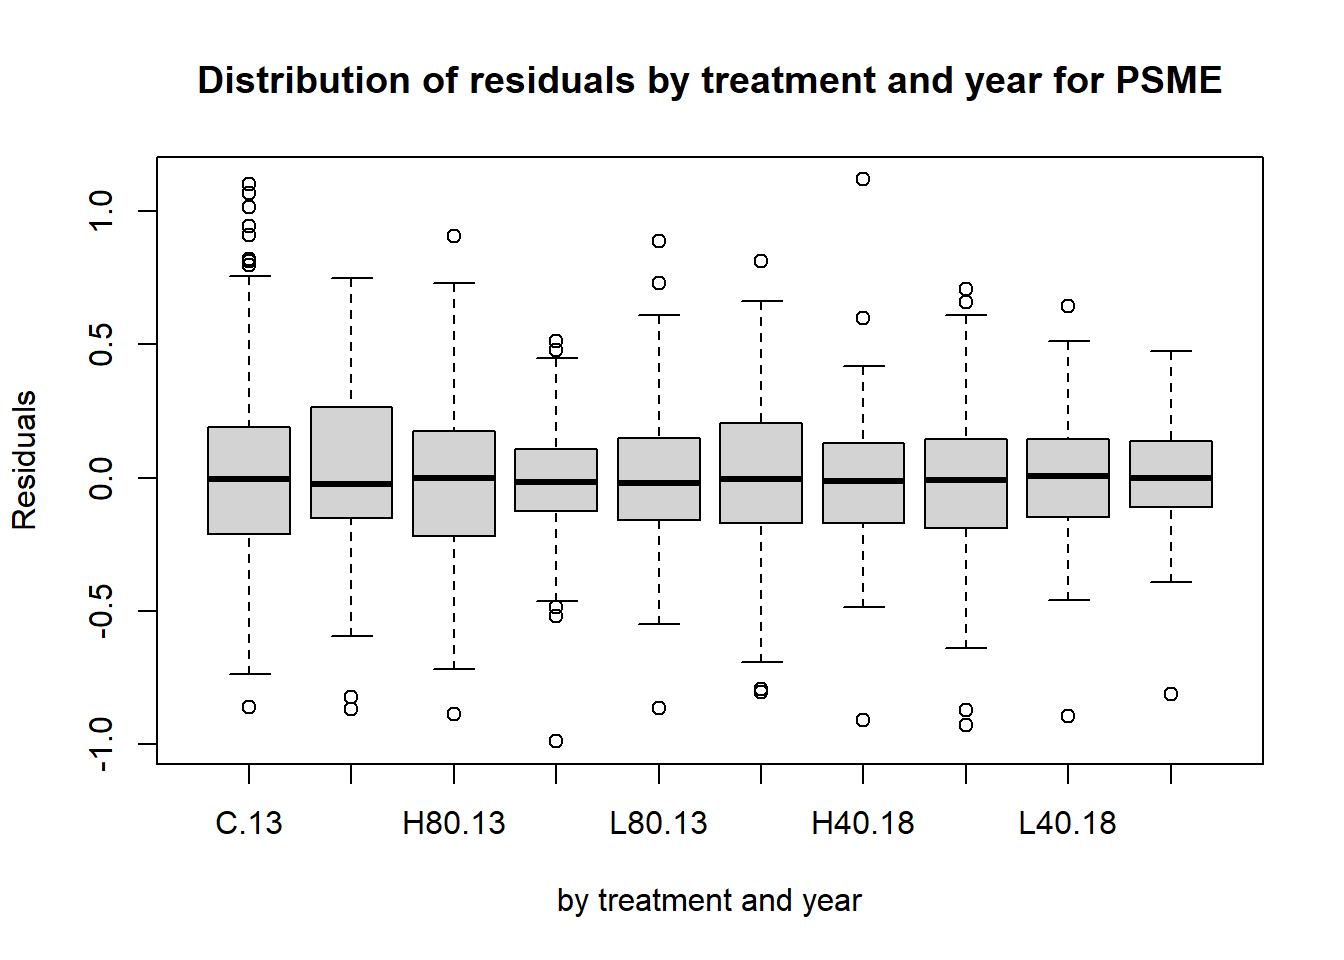 Distribution of residuals by treatment and year for PSME
Residuals
1.0
0.5
0.0
-0.5
-1.0
C.13 H80.13 L80.13 H40.18 L40.18
by treatment and year